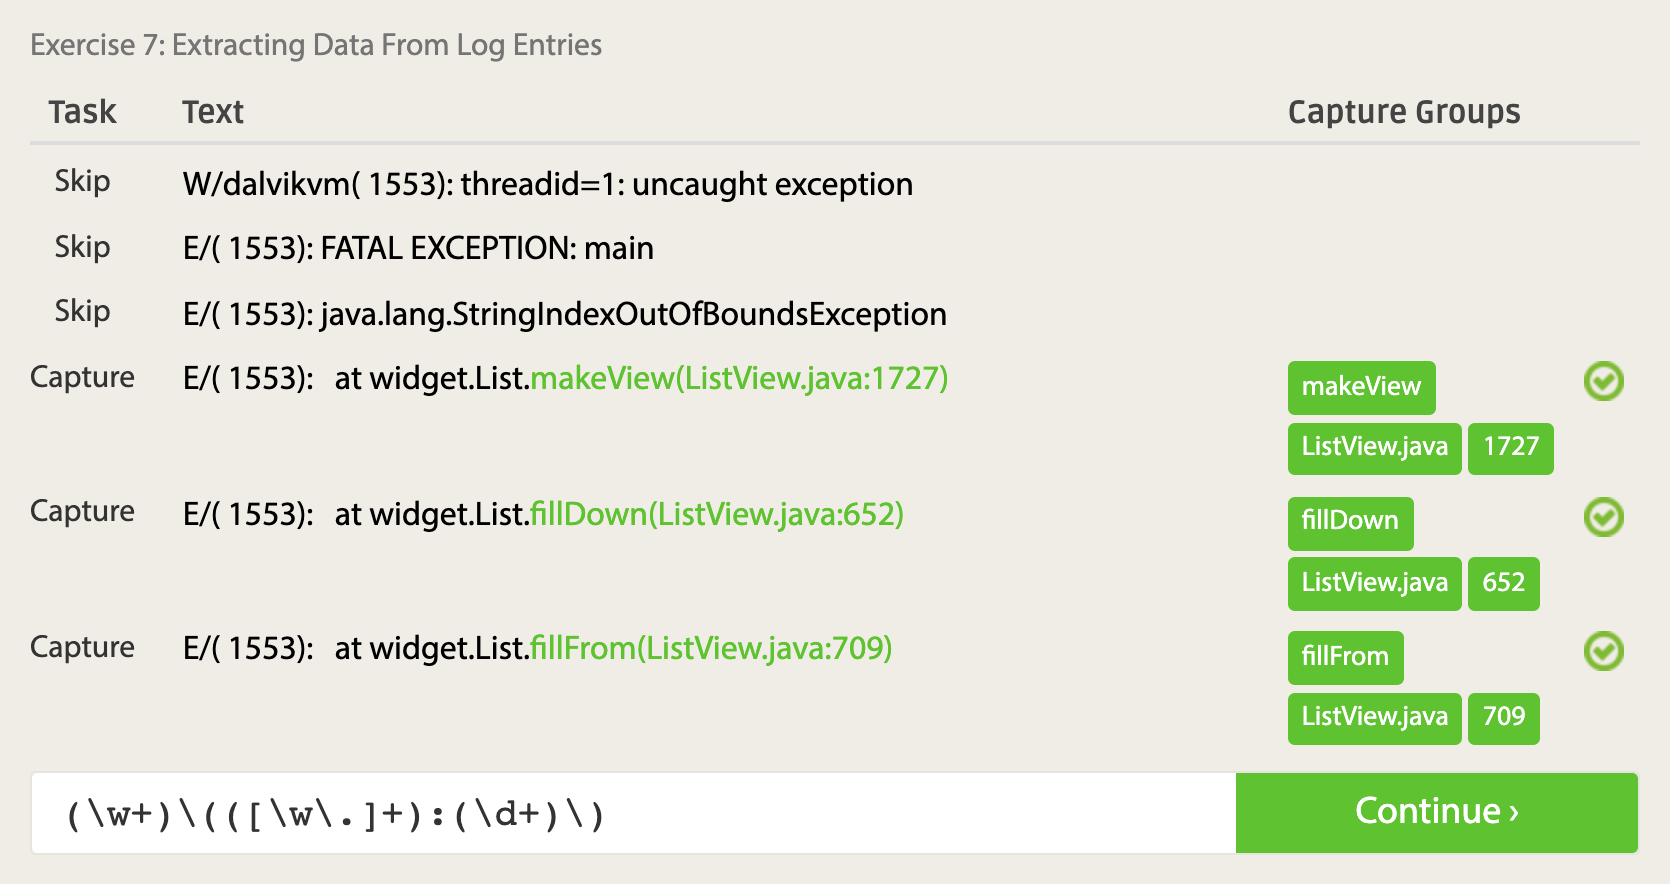 Exercise 7: Extracting Data From Log Entries
Task Text Capture Groups
Skip W/dalvikvm( 1553): threadid=1: uncaught exception
Skip E/( 1553): FATAL EXCEPTION: main
Skip E/( 1553): java.lang.StringIndexOutOfBoundsException
Capture E/( 1553):   at widget.List.makeView(ListView.java:1727) makeView
ListView.java 1727
Capture E/( 1553):   at widget.List.fillDown(ListView.java:652) fillDown
ListView.java 652
Capture E/( 1553):   at widget.List.fillFrom(ListView.java:709) fillFrom
ListView.java 709
(\w+)\(([\w\.]+):(\d+)\) Continue ›